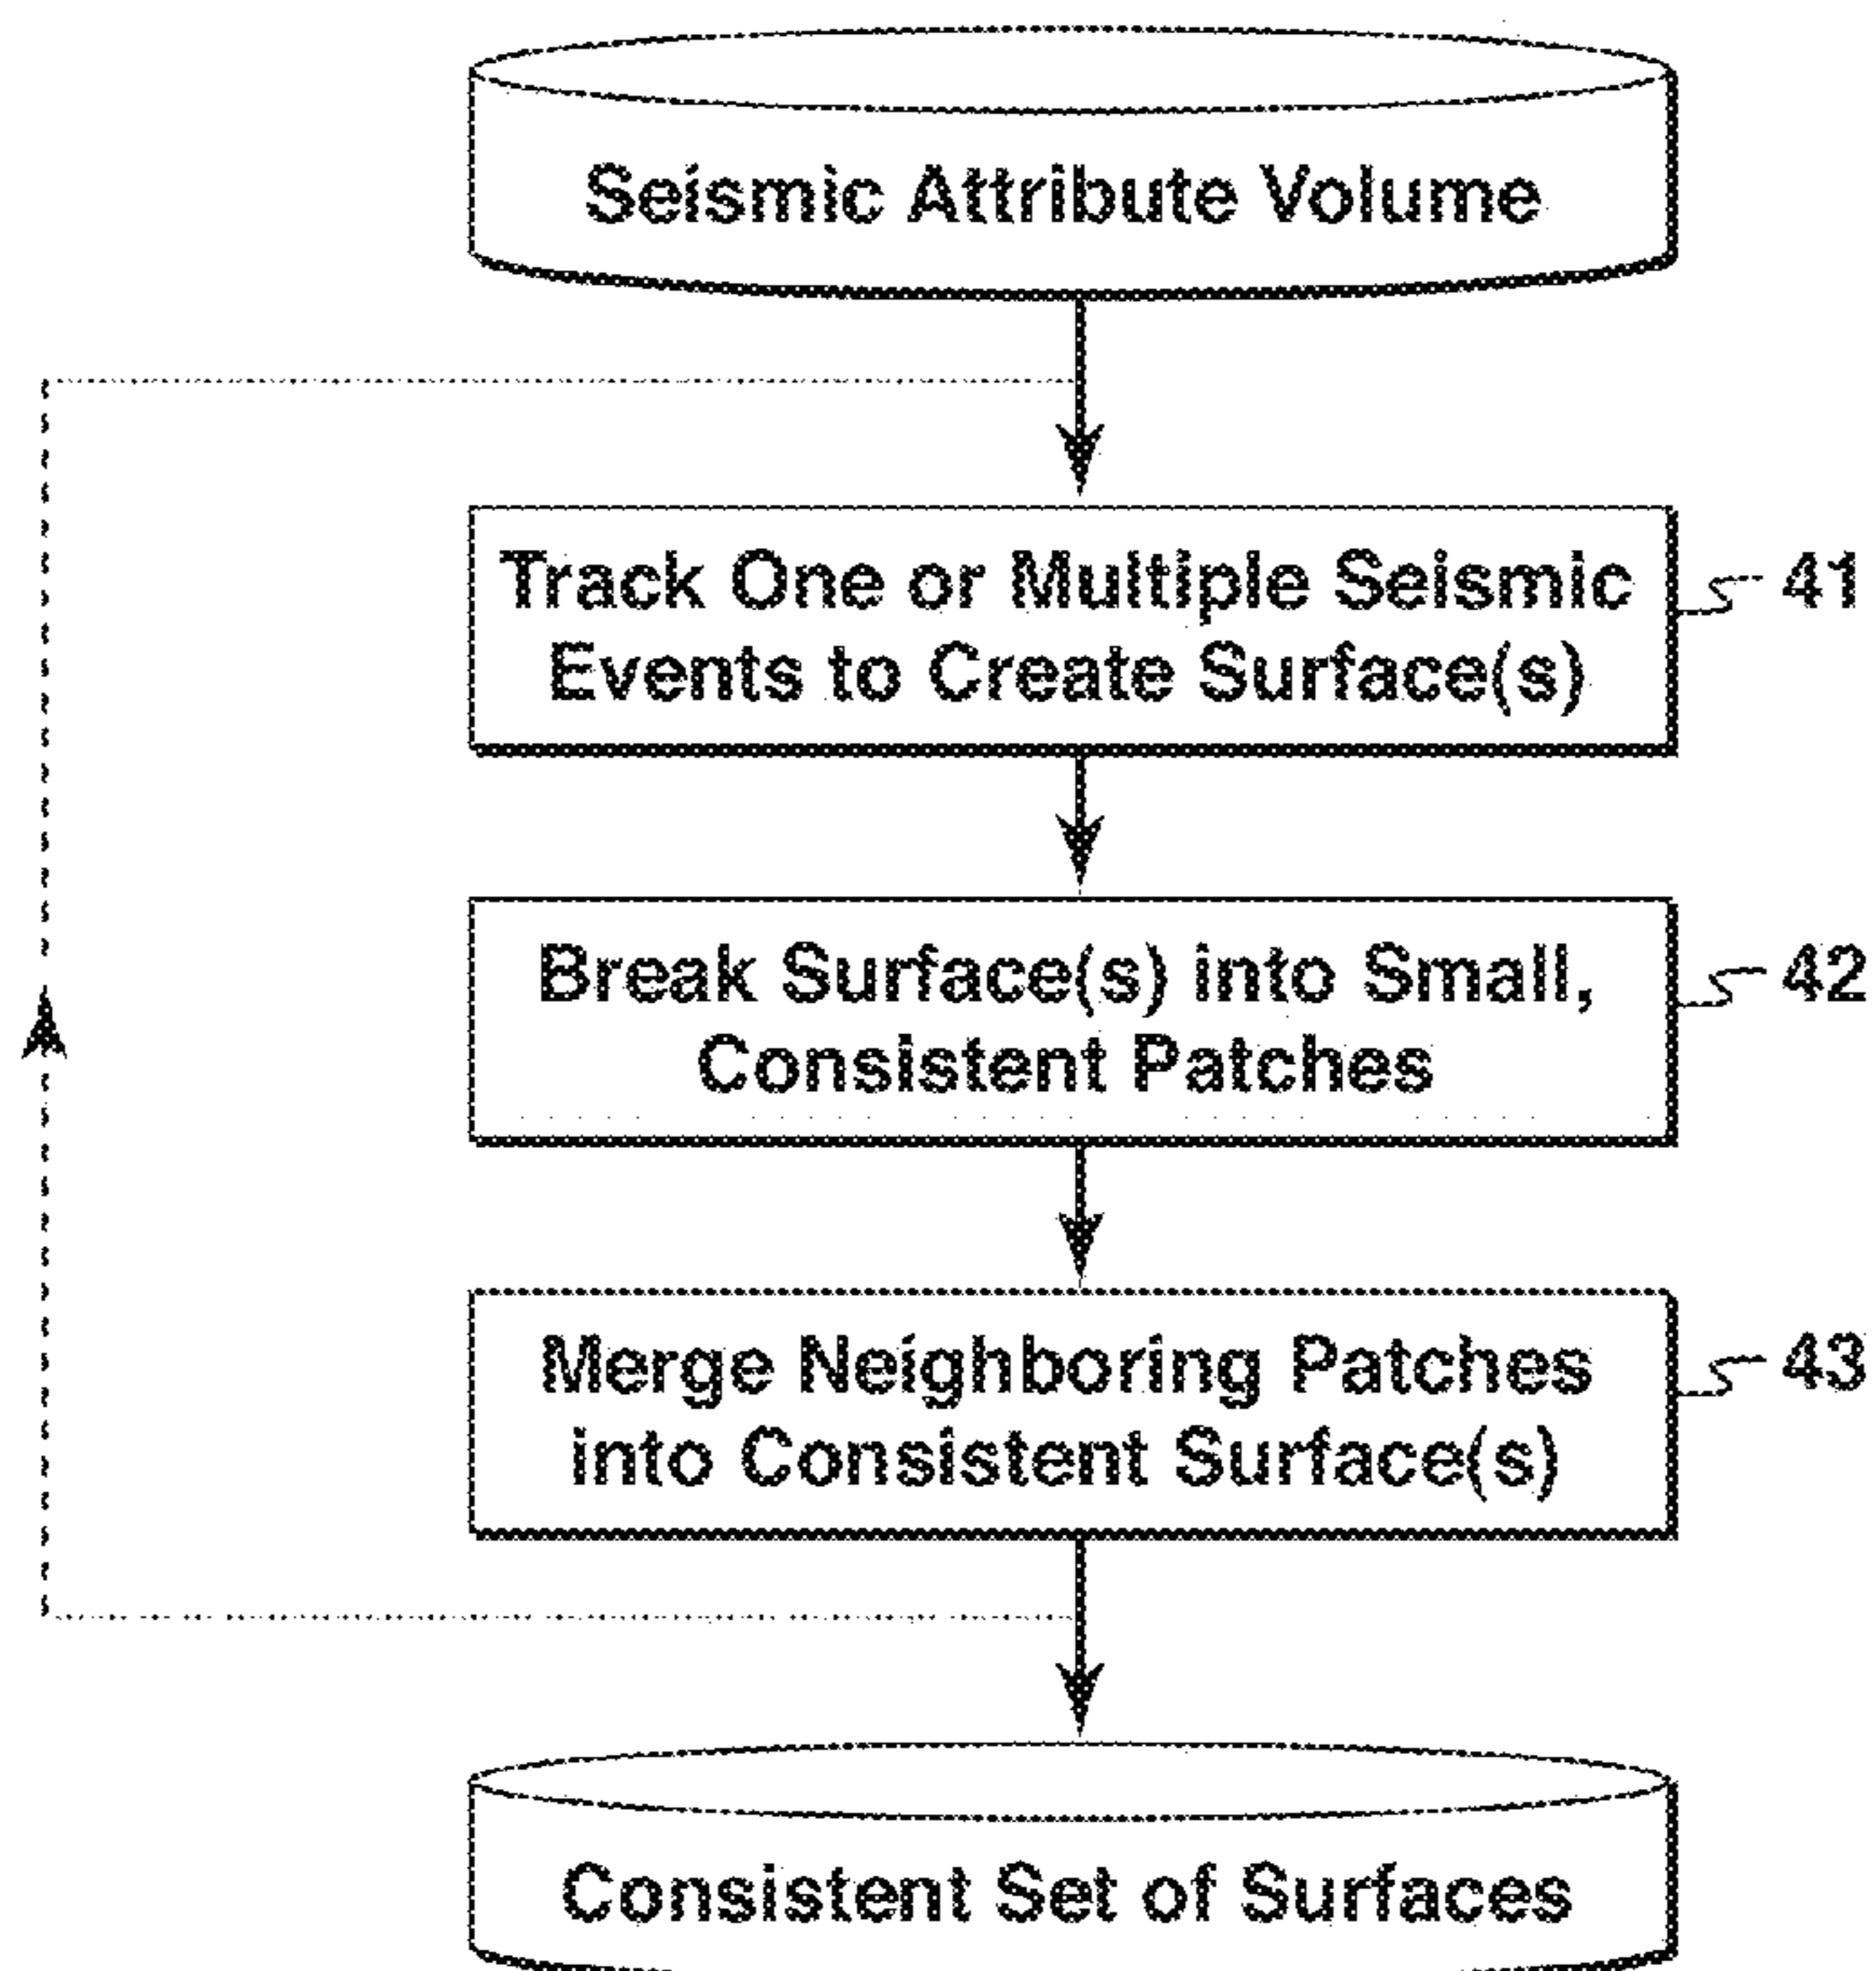 Seismic Attribute Volume
Track One or Multiple Seismic
Events to Create Surface(s)
41
Break Surface(s) into Small,
Consistent Patches
42
Merge Neighboring Patches
into Consistent Surface(s)
43
Consistent Set of Surfaces